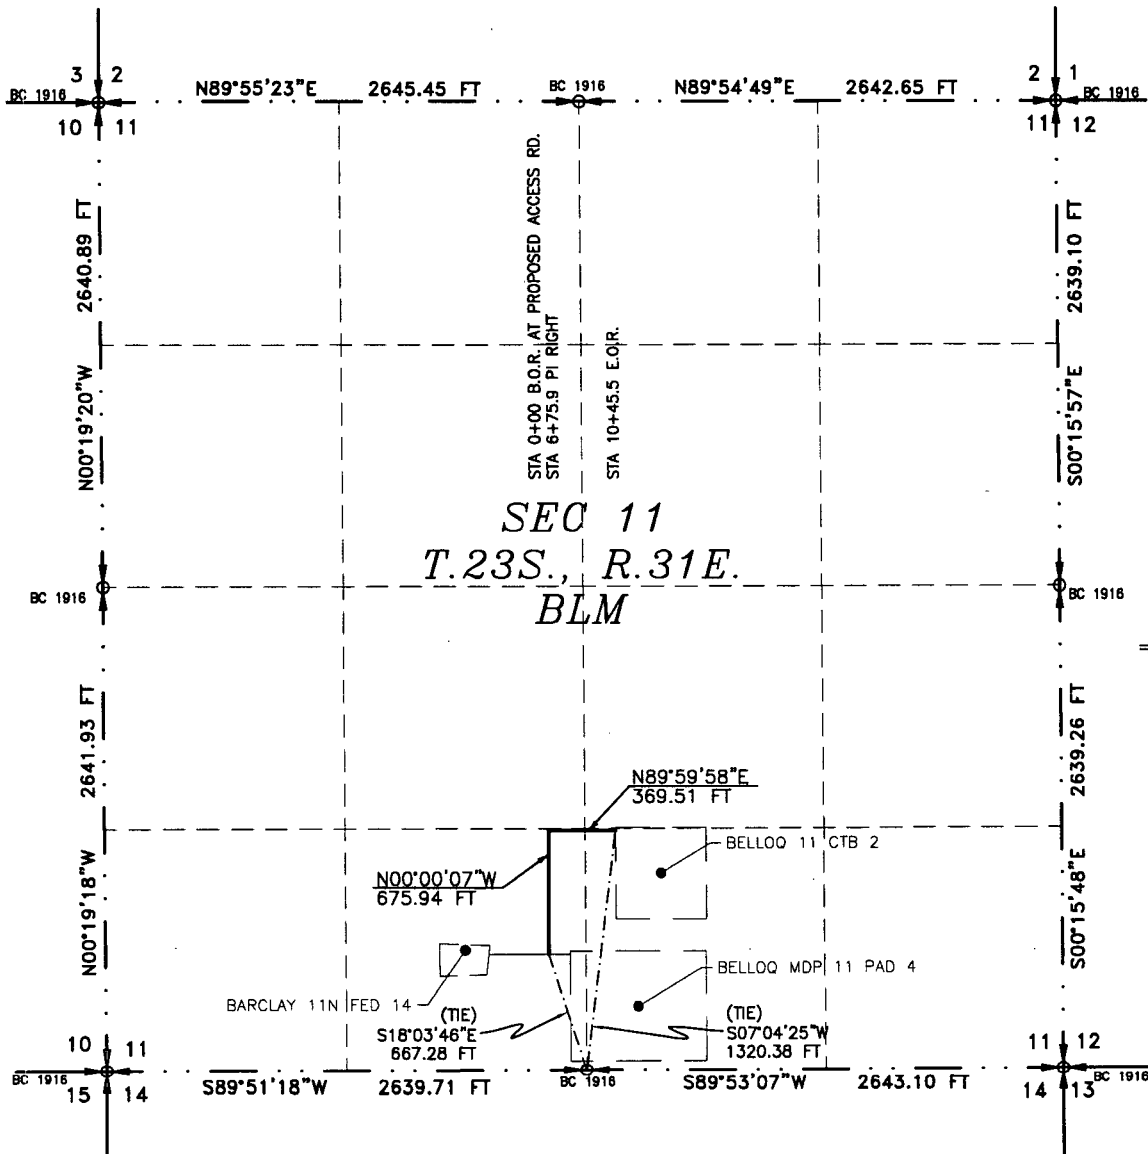 3 2
BC 1916
10 11
N89°55'23"E 2645.45 FT
BC 1916
N89°54'49"E 2642.65 FT
2 1
BC 1916
11 12
N00°19'20"W 2640.89 FT
STA 0+00 B.O.R. AT PROPOSED ACCESS RD.
STA 6+75.9 PI RIGHT
STA 10+45.5 E.O.R.
S00°15'57"E 2639.10 FT
SEC 11
T.23S., R.31E.
BLM
BC 1916
BC 1916
N00°19'18"W 2641.93 FT
S00°15'48"E 2639.26 FT
N89°59'58"E
369.51 FT
BELLOQ 11 CTB 2
N00°00'07"W
675.94 FT
BELLOQ MDP 11 PAD 4
BARCLAY 11N FED 14
(TIE)
S18°03'46"E
667.28 FT
(TIE)
S07°04'25"W
1320.38 FT
10 11
BC 1916
15 14
S89°51'18"W 2639.71 FT
BC 1916
S89°53'07"W 2643.10 FT
11 12
BC 1916
14 13